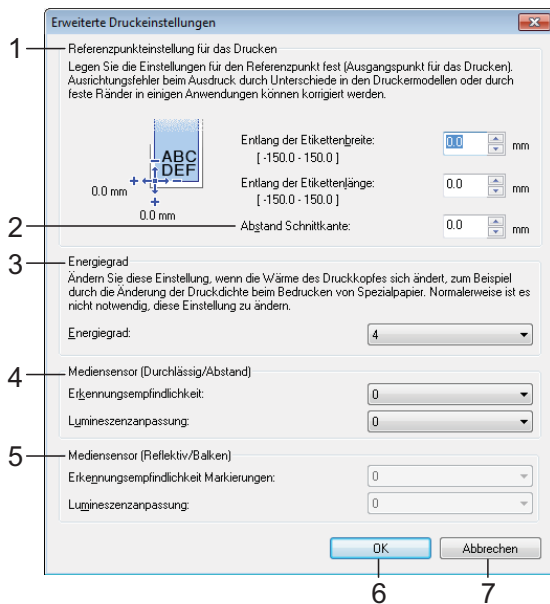 Erweiterte Druckeinstellungen
1
Referenzpunkteinstellung für das Drucken
Legen Sie die Einstellungen für den Referenzpunkt fest (Ausgangspunkt für das Drucken).
Ausrichtungsfehler beim Ausdruck durch Unterschiede in den Druckermodellen oder durch
feste Ränder in einigen Anwendungen können korrigiert werden.
ABC
DEF
0.0 mm
0.0 mm
Entlang der Etikettenbreite:
0.0 mm
[ -150.0 - 150.0 ]
Entlang der Etikettenlänge:
0.0 mm
[ -150.0 - 150.0 ]
2
Abstand Schnittkante:
0.0 mm
3
Energiegrad
Ändern Sie diese Einstellung, wenn die Wärme des Druckkopfes sich ändert, zum Beispiel
durch die Änderung der Druckdichte beim Bedrucken von Spezialpapier. Normalerweise ist es
nicht notwendig, diese Einstellung zu ändern.
Energiegrad:
4
4
Mediensensor (Durchlässig/Abstand)
Erkennungsempfindlichkeit:
0
Lumineszenzanpassung:
0
5
Mediensensor (Reflektiv/Balken)
Erkennungsempfindlichkeit Markierungen:
0
Lumineszenzanpassung:
0
OK
Abbrechen
6
7